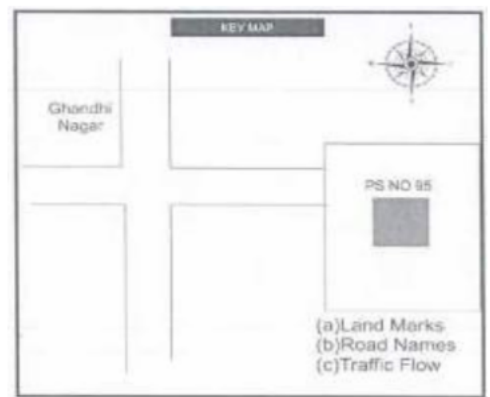 KEY MAP
Ghandhi
Nagar
PS NO 95
(a)Land Marks
(b)Road Names
(c)Traffic Flow